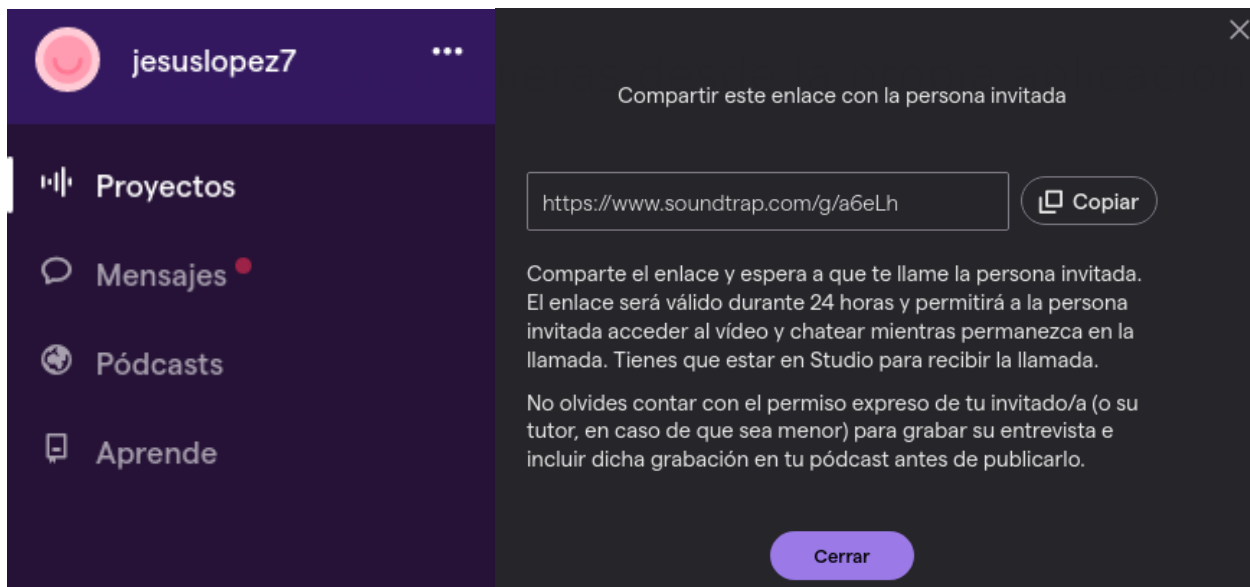 jesuslopez7
Proyectos
Mensajes
Pódcasts
Aprende
Compartir este enlace con la persona invitada
https://www.soundtrap.com/g/a6eLh
Copiar
Comparte el enlace y espera a que te llame la persona invitada.
El enlace será válido durante 24 horas y permitirá a la persona
invitada acceder al vídeo y chatear mientras permanezca en la
llamada. Tienes que estar en Studio para recibir la llamada.
No olvides contar con el permiso expreso de tu invitado/a (o su
tutor, en caso de que sea menor) para grabar su entrevista e
incluir dicha grabación en tu pódcast antes de publicarlo.
Cerrar